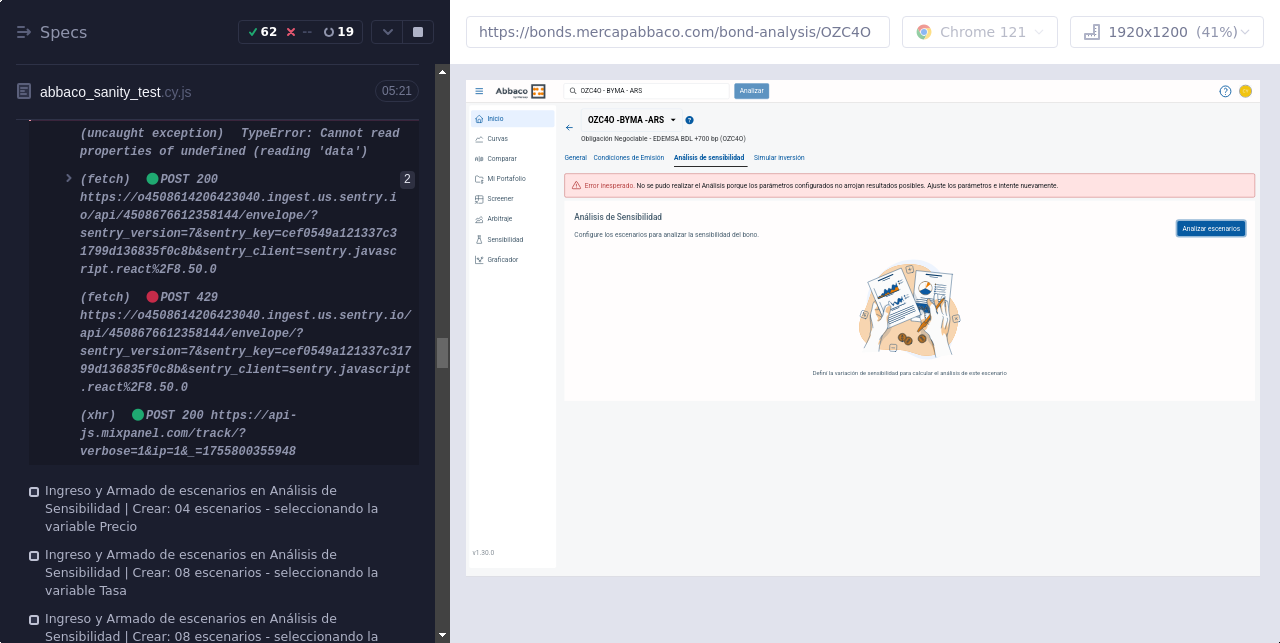 Specs
62
--
19
abbaco_sanity_test.cy.js
05:21
(uncaught exception) TypeError: Cannot read
properties of undefined (reading 'data')
(fetch) POST 200
2
https://o4508614206423040.ingest.us.sentry.i
o/api/4508676612358144/envelope/?
sentry_version=7&sentry_key=cef0549a121337c3
1799d136835f0c8b&sentry_client=sentry.javasc
ript.react%2F8.50.0
(fetch) POST 429
https://o4508614206423040.ingest.us.sentry.io/
api/4508676612358144/envelope/?
sentry_version=7&sentry_key=cef0549a121337c317
99d136835f0c8b&sentry_client=sentry.javascript
.react%2F8.50.0
(xhr) POST 200 https://api-
js.mixpanel.com/track/?
verbose=1&ip=1&_=1755800355948
Ingreso y Armado de escenarios en Análisis de
Sensibilidad | Crear: 04 escenarios - seleccionando la
variable Precio
Ingreso y Armado de escenarios en Análisis de
Sensibilidad | Crear: 08 escenarios - seleccionando la
variable Tasa
Ingreso y Armado de escenarios en Análisis de
Sensibilidad | Crear: 08 escenarios - seleccionando la
https://bonds.mercapabbaco.com/bond-analysis/OZC4O
Chrome 121
1920x1200 (41%)
Abbaco
OZC4O - BYMA - ARS
Analizar
Inicio
Curvas
Comparar
Mi Portafolio
Screener
Arbitraje
Sensibilidad
Graficador
v1.30.0
OZC4O -BYMA -ARS
Obligación Negociable - EDEMSA BDL +700 bp (OZC4O)
General
Condiciones de Emisión
Análisis de sensibilidad
Simular inversión
Error inesperado. No se pudo realizar el Análisis porque los parámetros configurados no arrojan resultados posibles. Ajuste los parámetros e intente nuevamente.
Análisis de Sensibilidad
Configure los escenarios para analizar la sensibilidad del bono.
Analizar escenarios
Definí la variación de sensibilidad para calcular el análisis de este escenario